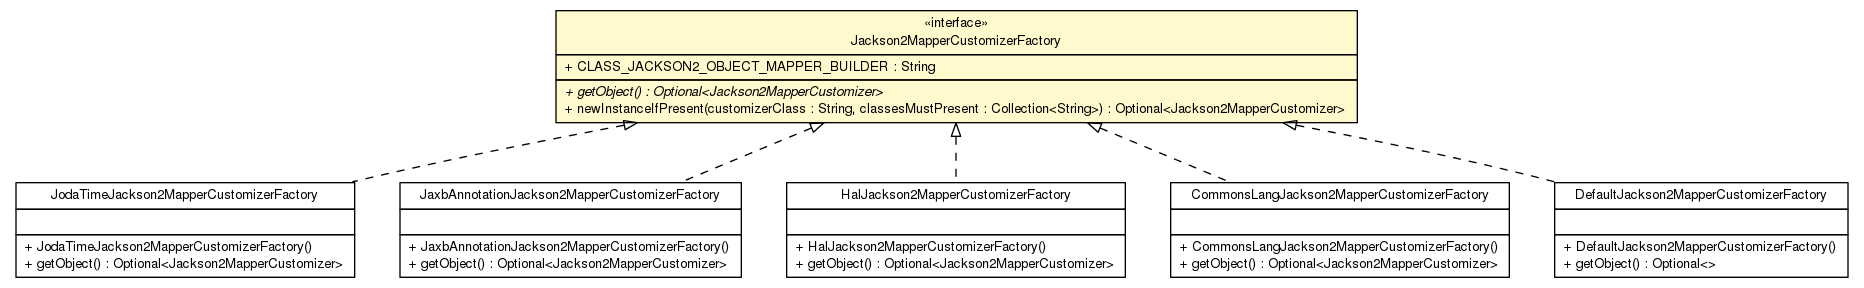 «interface»
Jackson2MapperCustomizerFactory
+ CLASS_JACKSON2_OBJECT_MAPPER_BUILDER : String
+ getObject() : Optional<Jackson2MapperCustomizer>
+ newInstanceIfPresent(customizerClass : String, classesMustPresent : Collection<String>) : Optional<Jackson2MapperCustomizer>
JodaTimeJackson2MapperCustomizerFactory
+ JodaTimeJackson2MapperCustomizerFactory()
+ getObject() : Optional<Jackson2MapperCustomizer>
JaxbAnnotationJackson2MapperCustomizerFactory
+ JaxbAnnotationJackson2MapperCustomizerFactory()
+ getObject() : Optional<Jackson2MapperCustomizer>
HalJackson2MapperCustomizerFactory
+ HalJackson2MapperCustomizerFactory()
+ getObject() : Optional<Jackson2MapperCustomizer>
CommonsLangJackson2MapperCustomizerFactory
+ CommonsLangJackson2MapperCustomizerFactory()
+ getObject() : Optional<Jackson2MapperCustomizer>
DefaultJackson2MapperCustomizerFactory
+ DefaultJackson2MapperCustomizerFactory()
+ getObject() : Optional<>